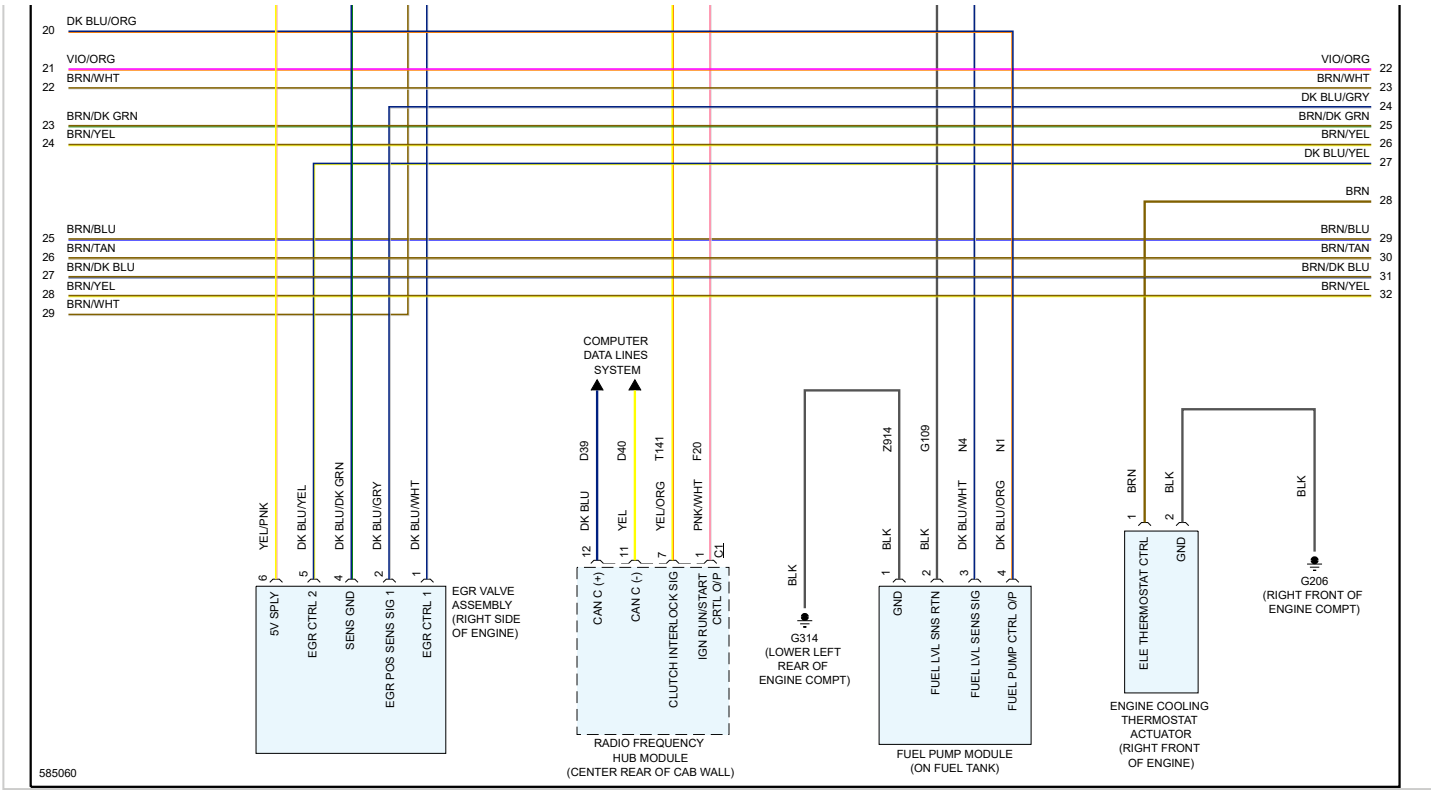 DK BLU/ORG
20
VIO/ORG
21
VIO/ORG
22
BRN/WHT
22
BRN/WHT
23
DK BLU/GRY
24
BRN/DK GRN
23
BRN/DK GRN
25
BRN/YEL
24
BRN/YEL
26
DK BLU/YEL
27
BRN
28
BRN/BLU
25
BRN/BLU
29
BRN/TAN
26
BRN/TAN
30
BRN/DK BLU
27
BRN/DK BLU
31
BRN/YEL
28
BRN/YEL
32
BRN/WHT
29
COMPUTER
DATA LINES
SYSTEM
YEL/PNK
DK BLU/YEL
DK BLU/DK GRN
DK BLU/GRY
DK BLU/WHT
6
5
4
2
1
5V SPLY
EGR CTRL 2
SENS GND
EGR POS SENS SIG 1
EGR CTRL 1
EGR VALVE
ASSEMBLY
(RIGHT SIDE
OF ENGINE)
D39
D40
T141
F20
DK BLU
YEL
YEL/ORG
PNK/WHT
12
11
7
1
C1
CAN C (+)
CAN C (-)
CLUTCH INTERLOCK SIG
IGN RUN/START
CRTL O/P
RADIO FREQUENCY
HUB MODULE
(CENTER REAR OF CAB WALL)
BLK
G314
(LOWER LEFT
REAR OF
ENGINE COMPT)
Z914
G109
N4
N1
BLK
BLK
DK BLU/WHT
DK BLU/ORG
1
2
3
4
GND
FUEL LVL SNS RTN
FUEL LVL SENS SIG
FUEL PUMP CTRL O/P
FUEL PUMP MODULE
(ON FUEL TANK)
BRN
BLK
1
2
ELE THERMOSTAT CTRL
GND
ENGINE COOLING
THERMOSTAT
ACTUATOR
(RIGHT FRONT
OF ENGINE)
BLK
G206
(RIGHT FRONT OF
ENGINE COMPT)
585060